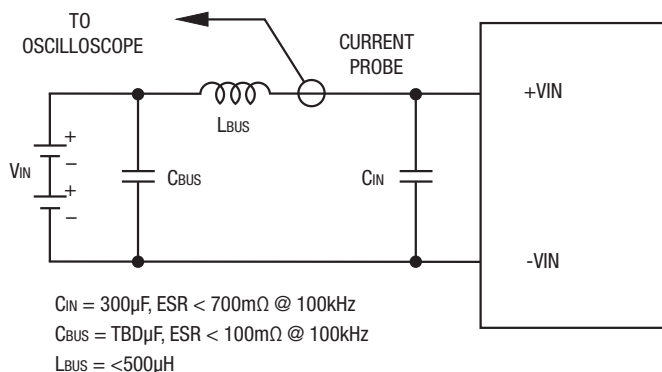 TO
OSCILLOSCOPE
CURRENT
PROBE
LBUS
+VIN
VIN
+
−
+
−
CBUS
CIN
-VIN
CIN = 300µF, ESR < 700mΩ @ 100kHz
CBUS = TBDµF, ESR < 100mΩ @ 100kHz
LBUS = <500µH